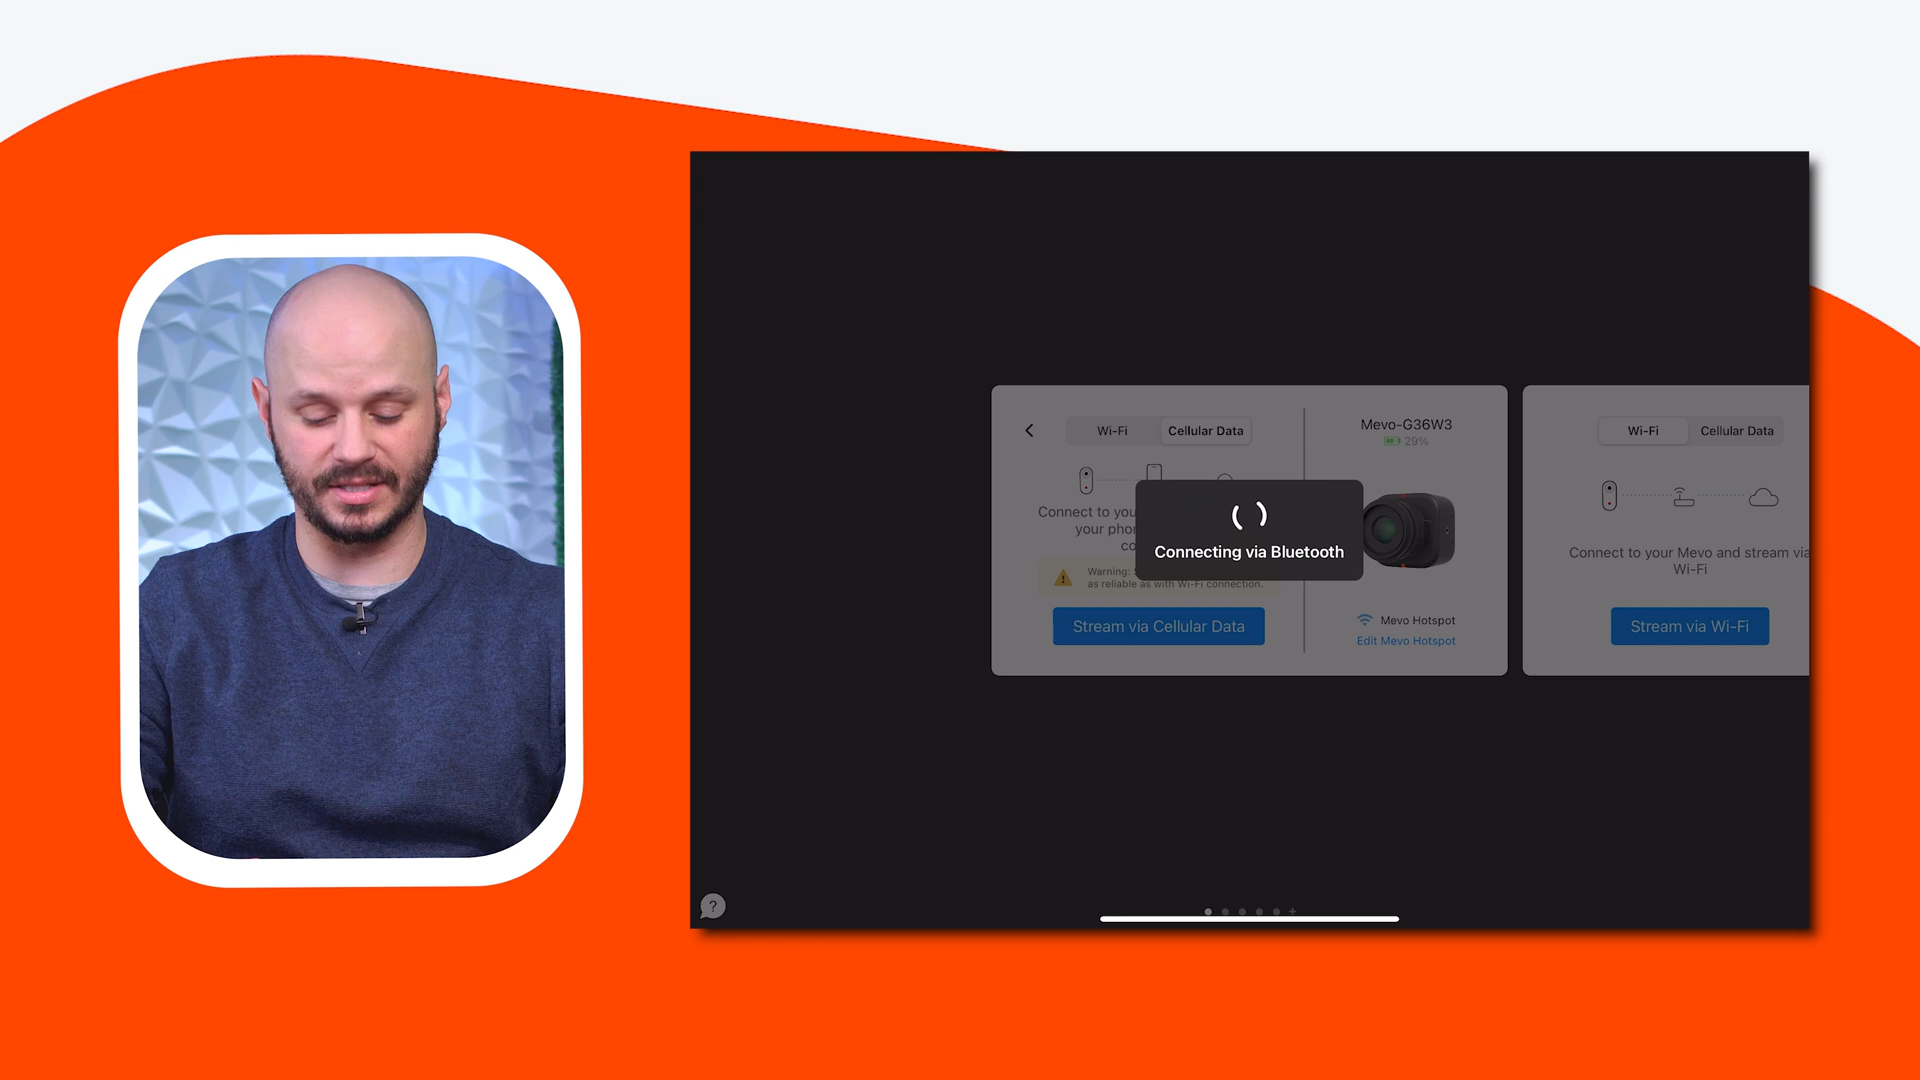 Wi-Fi
Cellular Data
Mevo-G36W3
29%
Connect to you
your phor
co
Warning:
as reliable as with Wi-Fi connection.
Stream via Cellular Data
Mevo Hotspot
Edit Mevo Hotspot
Connecting via Bluetooth
Wi-Fi
Cellular Data
Connect to your Mevo and stream via
Wi-Fi
Stream via Wi-Fi
?